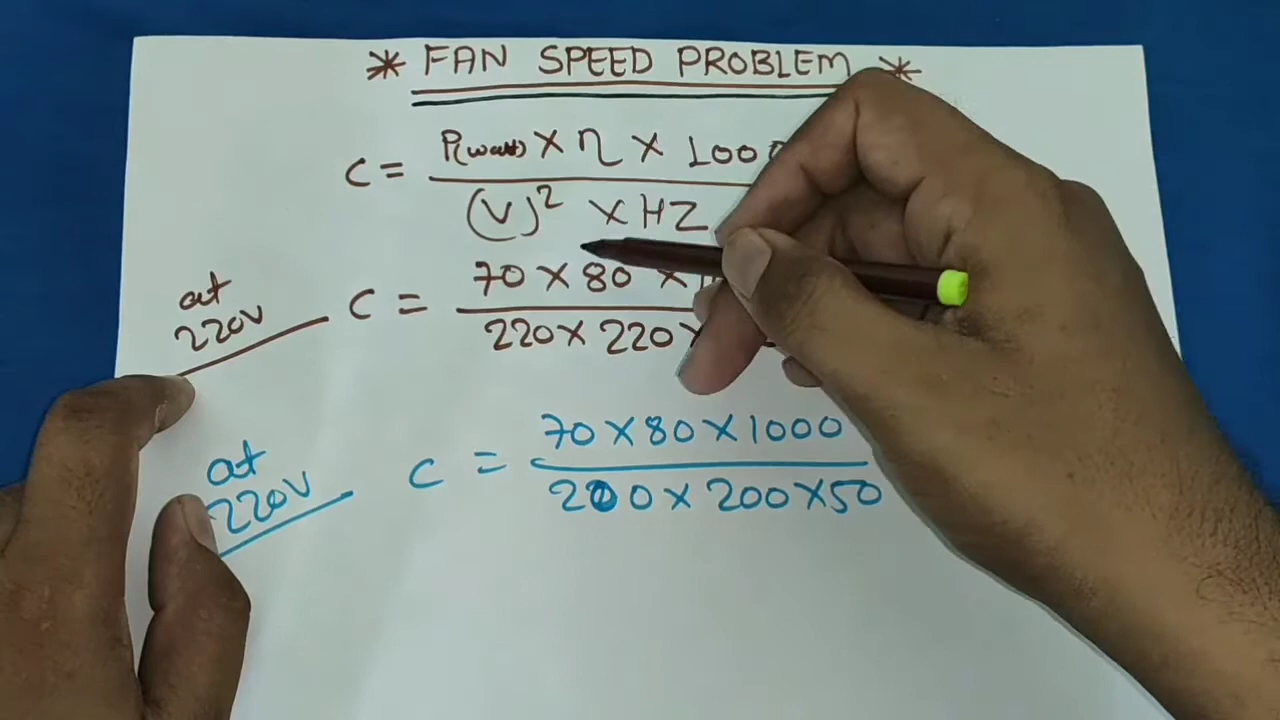 * FAN SPEED PROBLEM *
C = P(watt) × η × 1000 / (V)² × HZ
at 220V C = 70 × 80 × / 220 × 220 ×
at 220V C = 70 × 80 × 1000 / 200 × 200 × 50